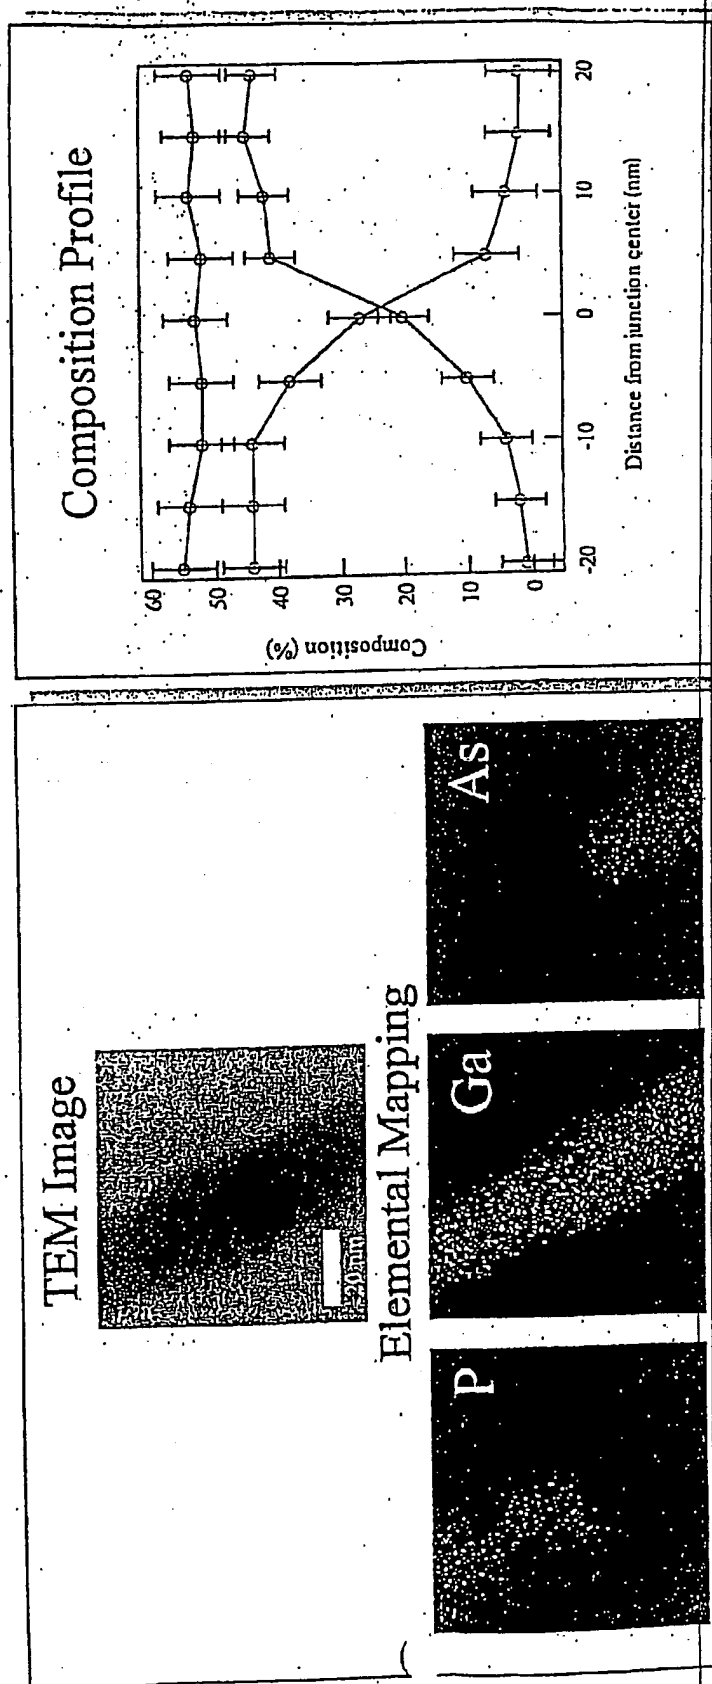 TEM Image
20 nm
Elemental Mapping
P
Ga
As
Composition Profile
Composition (%)
60
50
40
30
20
10
0
-20
-10
0
10
20
Distance from junction center (nm)